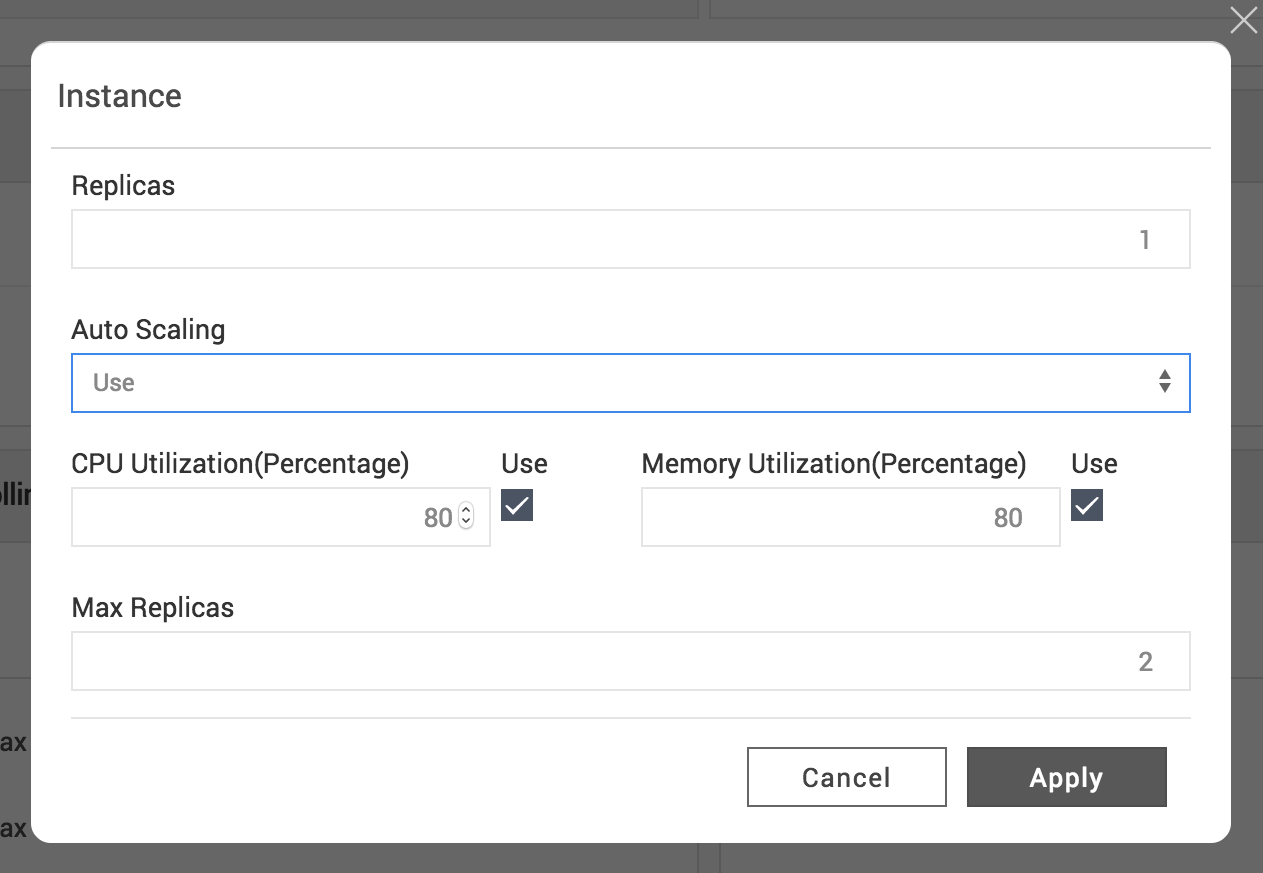 Instance
Replicas
1
Auto Scaling
Use
CPU Utilization(Percentage) Use Memory Utilization(Percentage) Use
80 80
Max Replicas
2
ax
Cancel Apply
ax